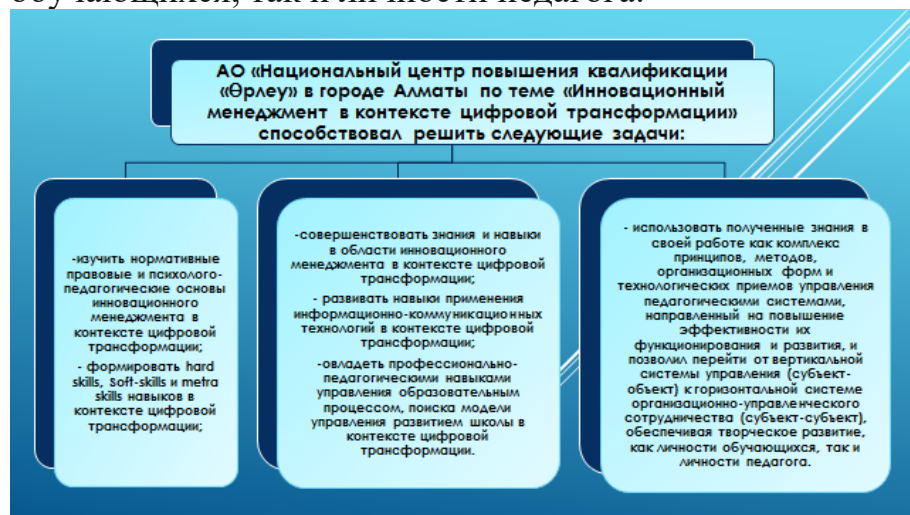 обучающихся, так и личности педагога.
АО «Национальный центр повышения квалификации
«Өрлеу» в городе Алматы по теме «Инновационный
менеджмент в контексте цифровой трансформации»
способствовал решить следующие задачи:
-изучить нормативные
правовые и психолого-
педагогические основы
инновационного
менеджмента в
контексте цифровой
трансформации;
- формировать hard
skills, Soft-skills и metra
skills навыков в
контексте цифровой
трансформации;
-совершенствовать знания и навыки
в области инновационного
менеджмента в контексте цифровой
трансформации;
- развивать навыки применения
информационно-коммуникационных
технологий в контексте цифровой
трансформации;
-овладеть профессионально-
педагогическими навыками
управления образовательным
процессом, поиска модели
управления развитием школы в
контексте цифровой
трансформации.
- использовать полученные знания в
своей работе как комплекс
принципов, методов,
организационных форм и
технологических приемов управления
педагогическими системами,
направленный на повышение
эффективности их
функционирования и развития, и
позволил перейти от вертикальной
системы управления (субъект-
объект) к горизонтальной системе
организационно-управленческого
сотрудничества (субъект-субъект),
обеспечивая творческое развитие,
как личности обучающихся, так и
личности педагога.